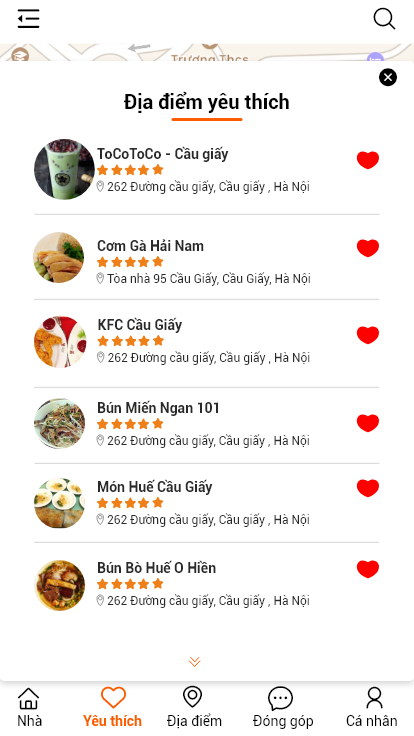 Trương Thcs
Địa điểm yêu thích
ToCoToCo - Cầu giấy
262 Đường cầu giấy, Cầu giấy , Hà Nội
Cơm Gà Hải Nam
Tòa nhà 95 Cầu Giấy, Cầu Giấy, Hà Nội
KFC Cầu Giấy
262 Đường cầu giấy, Cầu giấy , Hà Nội
Bún Miến Ngan 101
262 Đường cầu giấy, Cầu giấy , Hà Nội
Món Huế Cầu Giấy
262 Đường cầu giấy, Cầu giấy , Hà Nội
Bún Bò Huế O Hiền
262 Đường cầu giấy, Cầu giấy , Hà Nội
Nhà Yêu thích Địa điểm Đóng góp Cá nhân